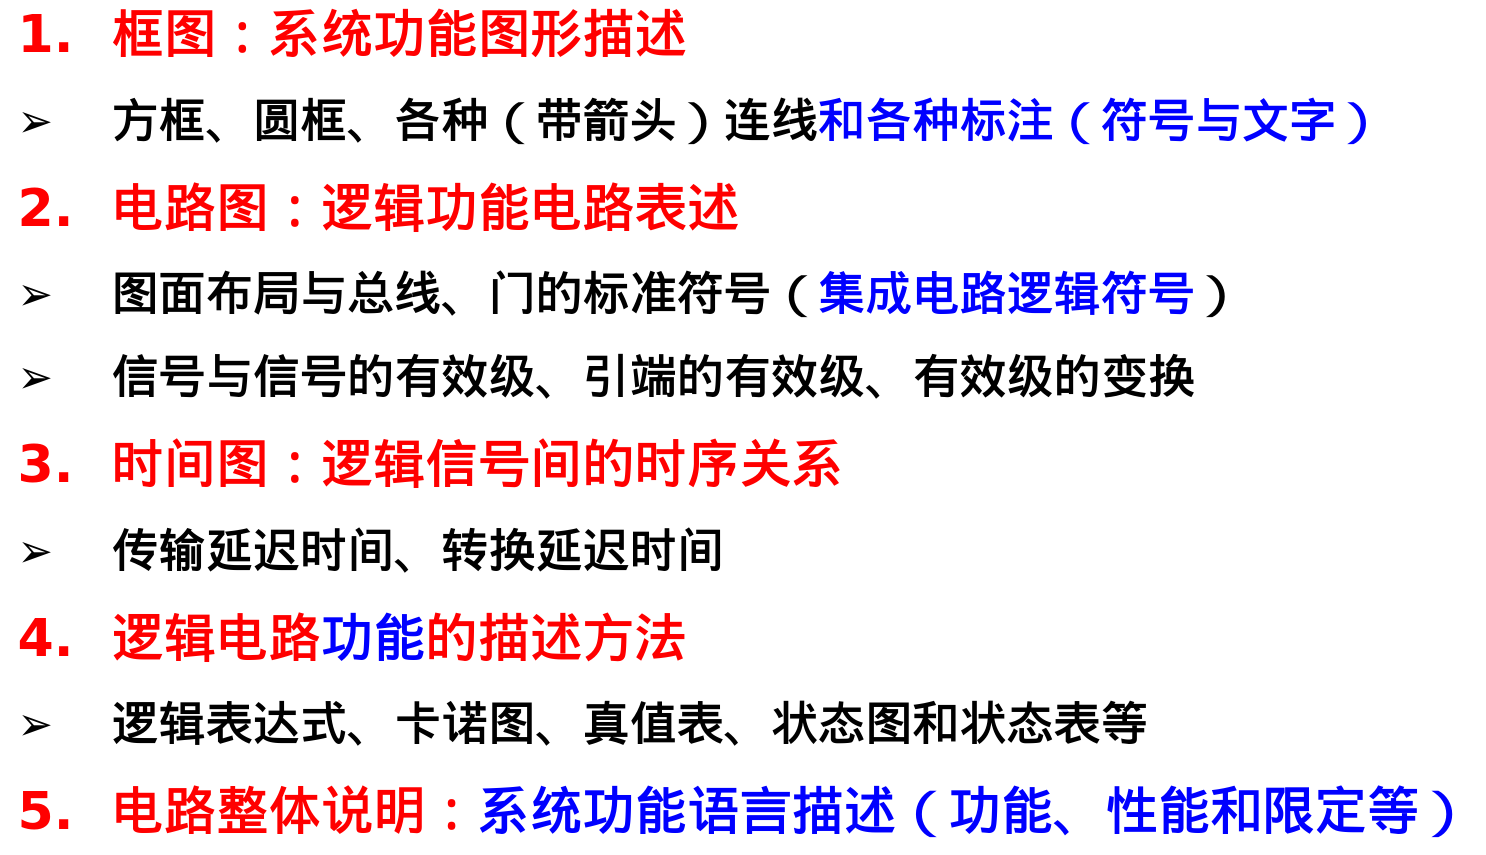 1. 框图：系统功能图形描述
➢ 方框、圆框、各种（带箭头）连线和各种标注（符号与文字）
2. 电路图：逻辑功能电路表述
➢ 图面布局与总线、门的标准符号（集成电路逻辑符号）
➢ 信号与信号的有效级、引端的有效级、有效级的变换
3. 时间图：逻辑信号间的时序关系
➢ 传输延迟时间、转换延迟时间
4. 逻辑电路功能的描述方法
➢ 逻辑表达式、卡诺图、真值表、状态图和状态表等
5. 电路整体说明：系统功能语言描述（功能、性能和限定等）